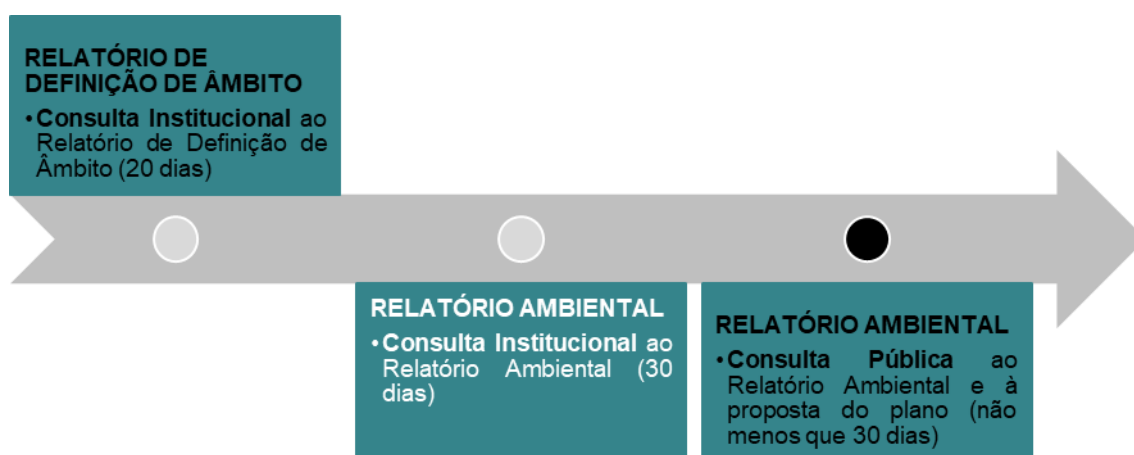 RELATÓRIO DE
DEFINIÇÃO DE ÂMBITO
•Consulta Institucional ao
Relatório de Definição de
Âmbito (20 dias)
RELATÓRIO AMBIENTAL
•Consulta Institucional ao
Relatório Ambiental (30
dias)
RELATÓRIO AMBIENTAL
•Consulta Pública ao
Relatório Ambiental e à
proposta do plano (não
menos que 30 dias)